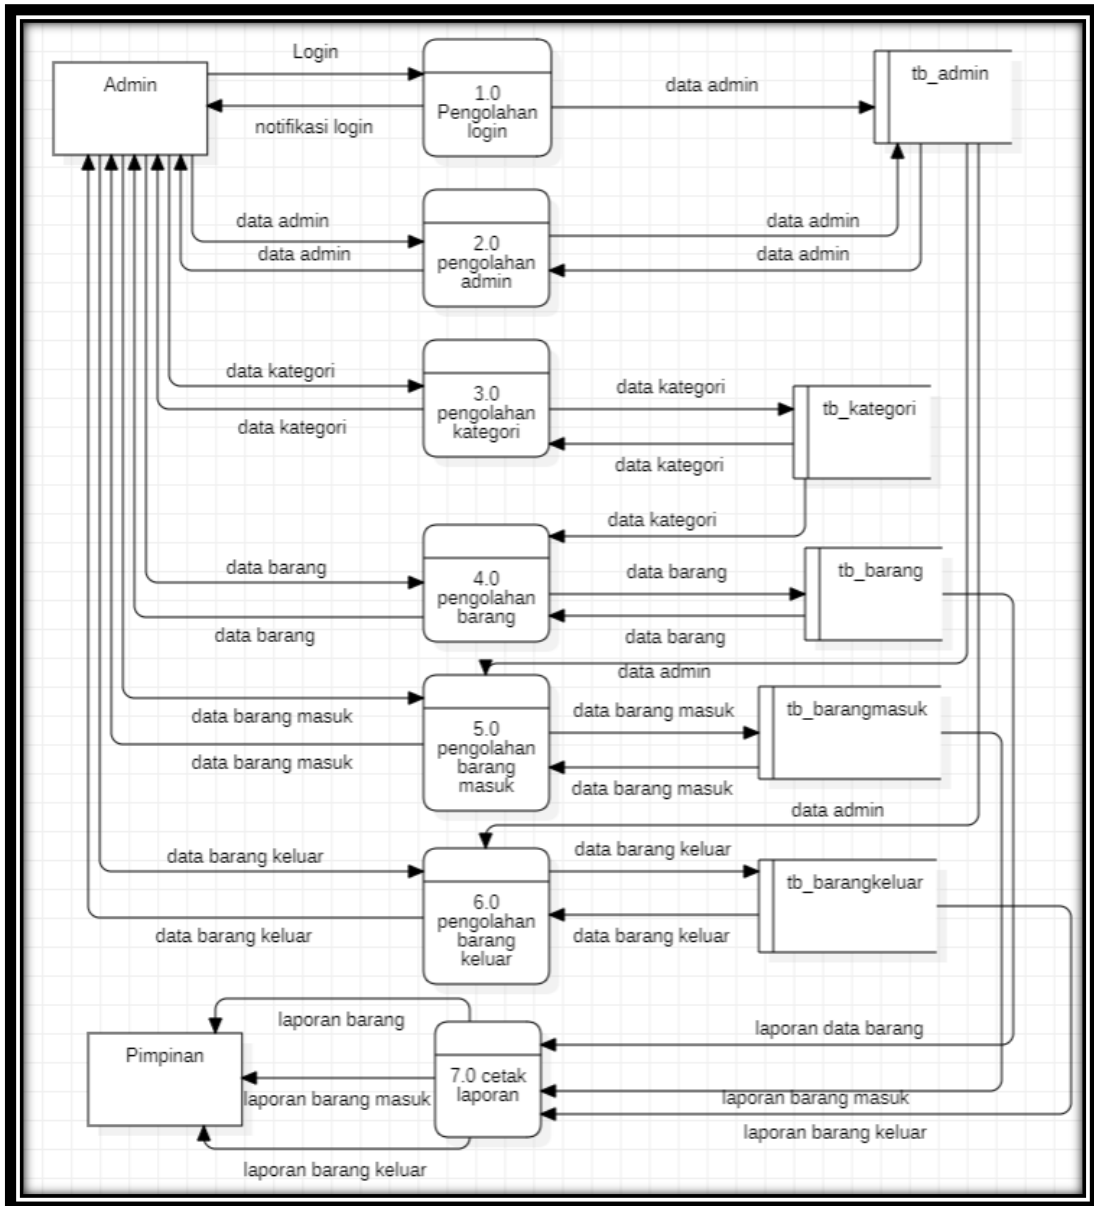 Login
Admin
1.0
Pengolahan
login
tb_admin
data admin
notifikasi login
data admin
data admin
data admin
data admin
2.0
pengolahan
admin
data kategori
data kategori
3.0
pengolahan
kategori
data kategori
data kategori
tb_kategori
data kategori
data barang
data barang
4.0
pengolahan
barang
data barang
data barang
tb_barang
data admin
data barang masuk
data barang masuk
5.0
pengolahan
barang
masuk
data barang masuk
data barang masuk
tb_barangmasuk
data admin
data barang keluar
data barang keluar
6.0
pengolahan
barang
keluar
data barang keluar
data barang keluar
tb_barangkeluar
laporan barang
Pimpinan
laporan barang masuk
laporan barang keluar
7.0 cetak
laporan
laporan data barang
laporan barang masuk
laporan barang keluar